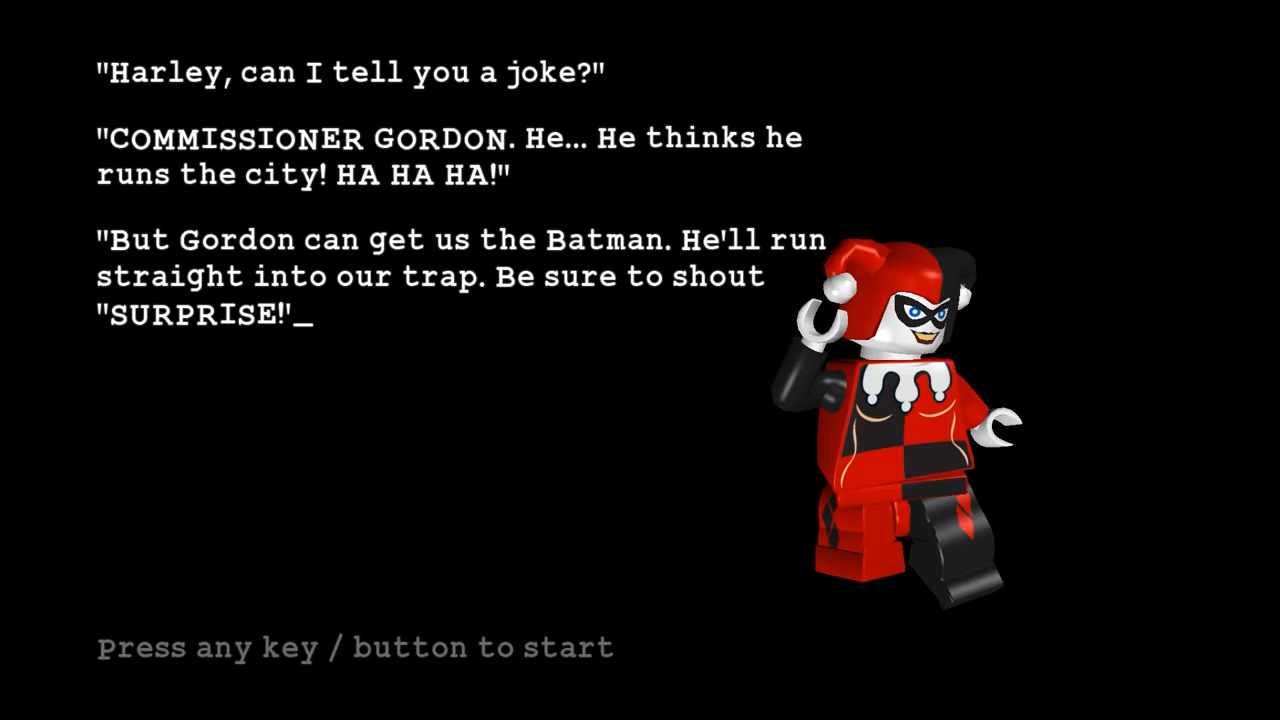 "Harley, can I tell you a joke?"
"COMMISSIONER GORDON. He... He thinks he
runs the city! HA HA HA!"
"But Gordon can get us the Batman. He'll run
straight into our trap. Be sure to shout
"SURPRISE!'_
Press any key / button to start